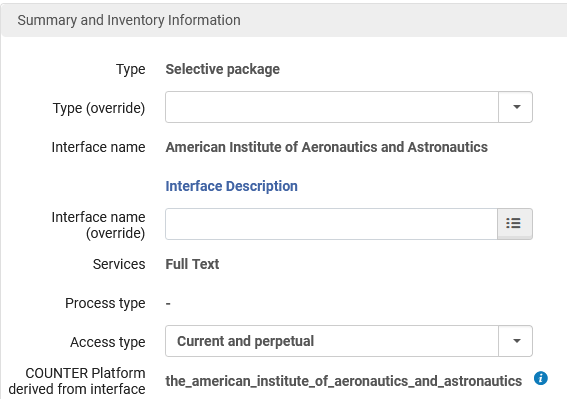 Summary and Inventory Information
Type Selective package
Type (override)
Interface name American Institute of Aeronautics and Astronautics
Interface Description
Interface name
(override)
Services Full Text
Process type -
Access type Current and perpetual
COUNTER Platform
derived from interface the_american_institute_of_aeronautics_and_astronautics i